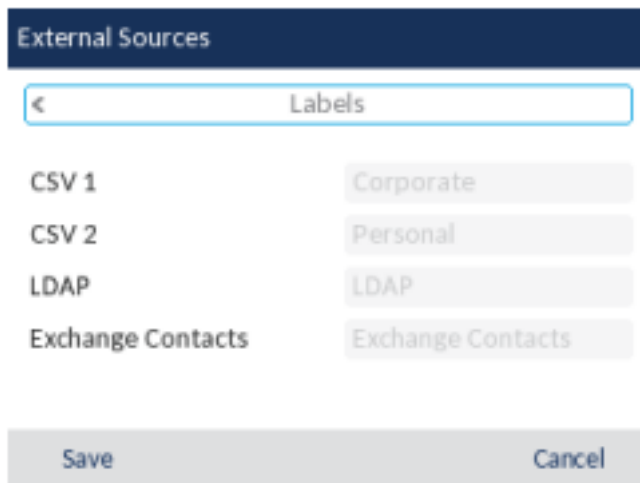 External Sources
< Labels
CSV 1 Corporate
CSV 2 Personal
LDAP LDAP
Exchange Contacts Exchange Contacts
Save Cancel